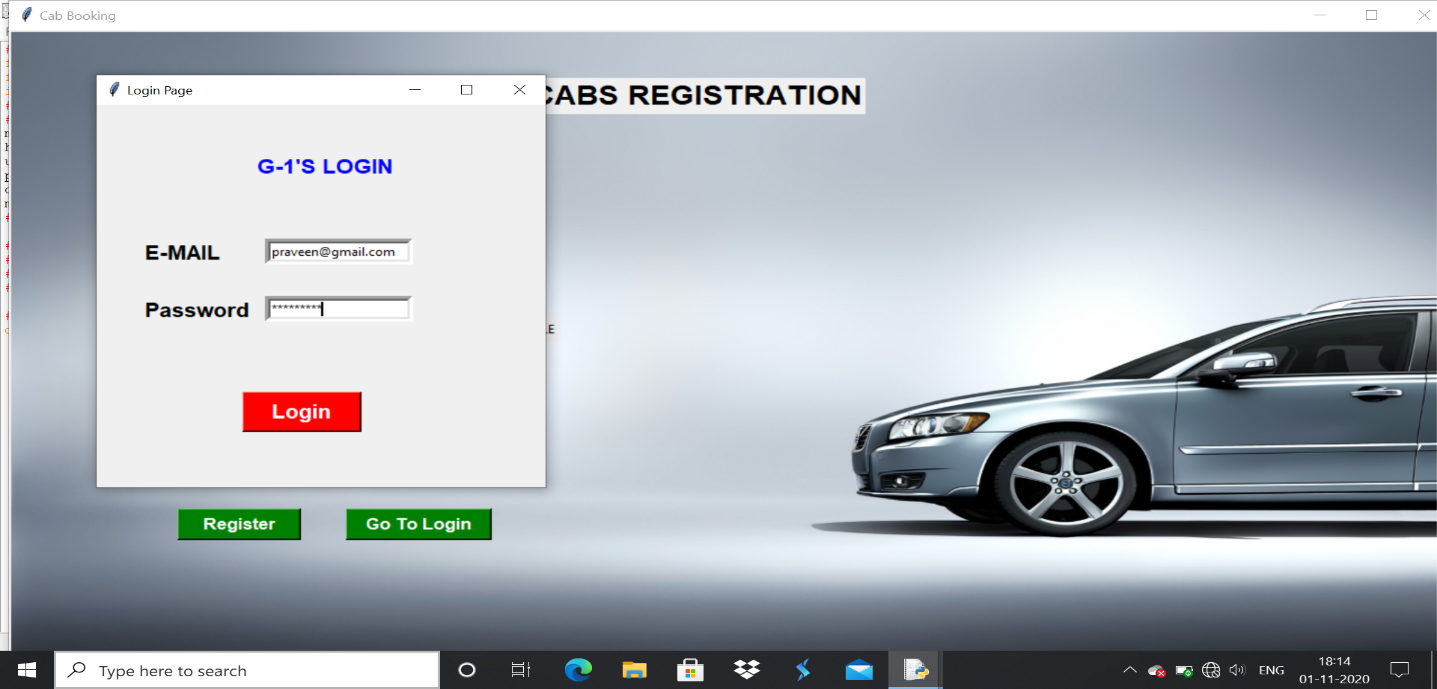 Cab Booking
Login Page
CABS REGISTRATION
G-1'S LOGIN
E-MAIL
praveen@gmail.com
Password
*********
Login
Register
Go To Login
Type here to search
ENG
18:14
01-11-2020